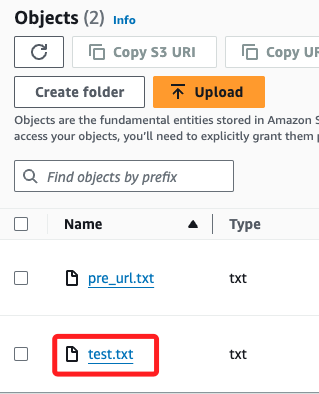 Objects (2) Info
Copy S3 URI Copy UR
Create folder Upload
Objects are the fundamental entities stored in Amazon S
access your objects, you'll need to explicitly grant them p
Find objects by prefix
Name Type
pre_url.txt txt
test.txt txt